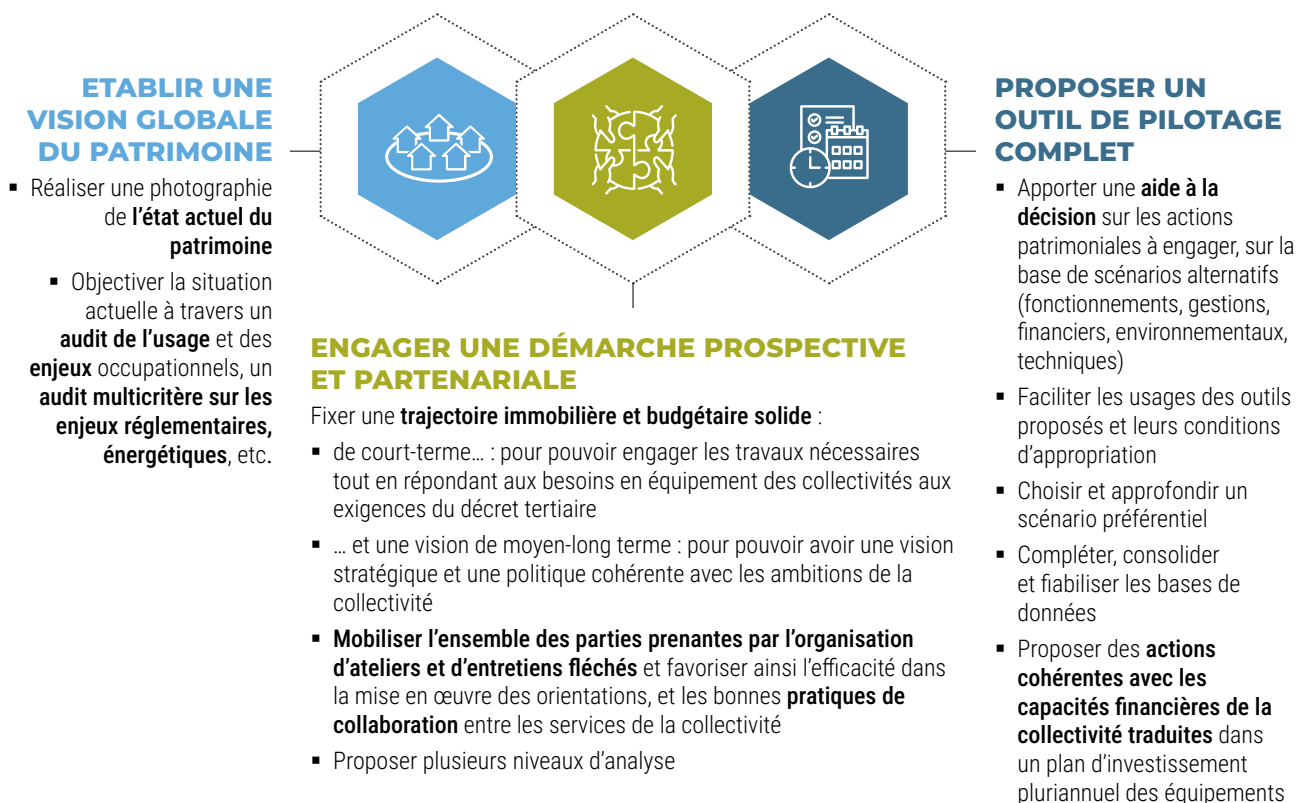 ETABLIR UNE
VISION GLOBALE
DU PATRIMOINE
▪ Réaliser une photographie
de l’état actuel du
patrimoine
▪ Objectiver la situation
actuelle à travers un
audit de l’usage et des
enjeux occupationnels, un
audit multicritère sur les
enjeux réglementaires,
énergétiques, etc.
ENGAGER UNE DÉMARCHE PROSPECTIVE
ET PARTENARIALE
Fixer une trajectoire immobilière et budgétaire solide :
▪ de court-terme… : pour pouvoir engager les travaux nécessaires
tout en répondant aux besoins en équipement des collectivités aux
exigences du décret tertiaire
▪ … et une vision de moyen-long terme : pour pouvoir avoir une vision
stratégique et une politique cohérente avec les ambitions de la
collectivité
▪ Mobiliser l’ensemble des parties prenantes par l’organisation
d’ateliers et d’entretiens fléchés et favoriser ainsi l’efficacité dans
la mise en œuvre des orientations, et les bonnes pratiques de
collaboration entre les services de la collectivité
▪ Proposer plusieurs niveaux d’analyse
PROPOSER UN
OUTIL DE PILOTAGE
COMPLET
▪ Apporter une aide à la
décision sur les actions
patrimoniales à engager, sur la
base de scénarios alternatifs
(fonctionnements, gestions,
financiers, environnementaux,
techniques)
▪ Faciliter les usages des outils
proposés et leurs conditions
d’appropriation
▪ Choisir et approfondir un
scénario préférentiel
▪ Compléter, consolider
et fiabiliser les bases de
données
▪ Proposer des actions
cohérentes avec les
capacités financières de la
collectivité traduites dans
un plan d’investissement
pluriannuel des équipements